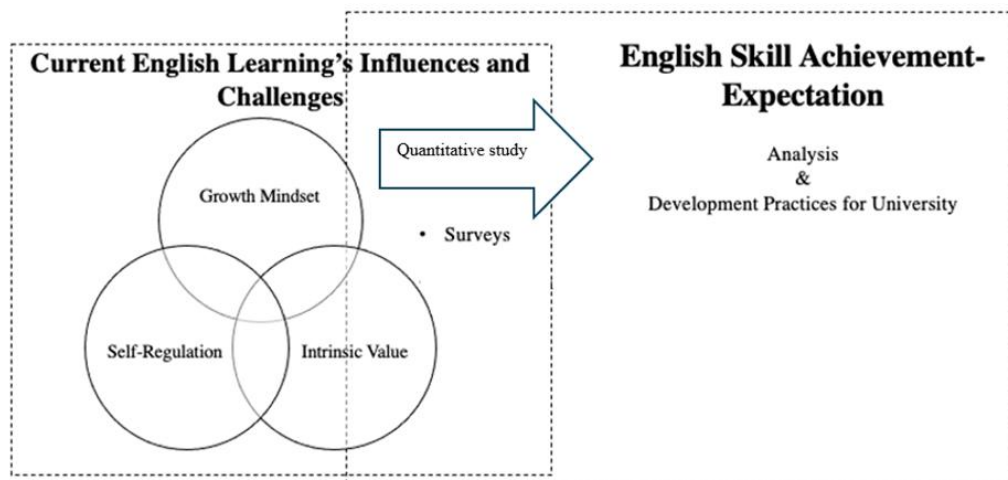 Current English Learning's Influences and
Challenges
Growth Mindset
Self-Regulation
Intrinsic Value
Quantitative study
• Surveys
English Skill Achievement-
Expectation
Analysis
&
Development Practices for University